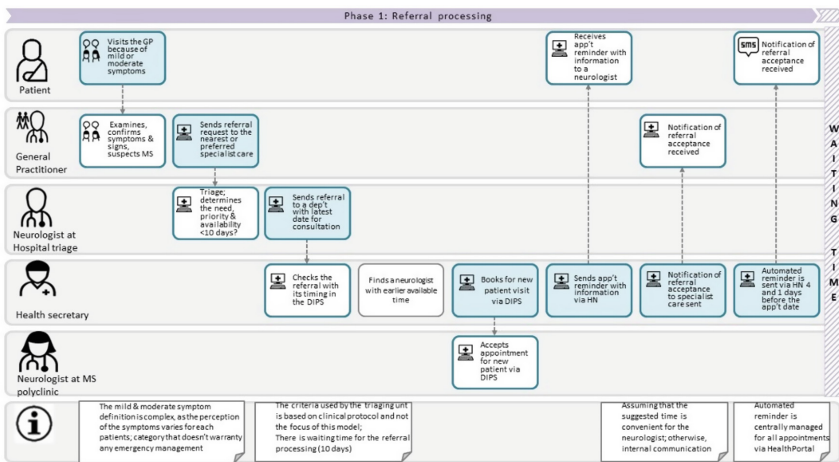 Phase 1: Referral processing
Visits the GP
because of
mild or
moderate
symptoms
Receives
app't
reminder with
information
to a
neurologist
sms
Notification of
referral
acceptance
received
Patient
Examines,
confirms
symptoms &
signs,
suspects MS
Sends referral
request to the
nearest or
preferred
specialist care
Notification of
referral
acceptance
received
General
Practitioner
Triage;
determines
the need,
priority &
availability
<10 days?
Sends referral
to a dep't
with latest
date for
consultation
Neurologist at
Hospital triage
Checks the
referral with
its timing in
the DIPS
Finds a neurologist
with earlier available
time
Books for new
patient visit
via DIPS
Sends app't
reminder with
information
via HN
Notification of
referral
acceptance
to specialist
care sent
Automated
reminder is
sent via HN 4
and 1 days
before the
app't date
Health secretary
Accepts
appointment
for new
patient via
DIPS
Neurologist at MS
polyclinic
WAITING TIME
The mild & moderate symptom
definition is complex, as the perception
of the symptoms varies for each
patients; category that doesn't warrant
any emergency management
The criteria used by the triaging unit
is based on clinical protocol and not
the focus of this model;
There is waiting time for the referral
processing (10 days)
Assuming that the
suggested time is
convenient for the
neurologist; otherwise,
internal communication
Automated
reminder is
centrally managed
for all appointments
via HealthPortal